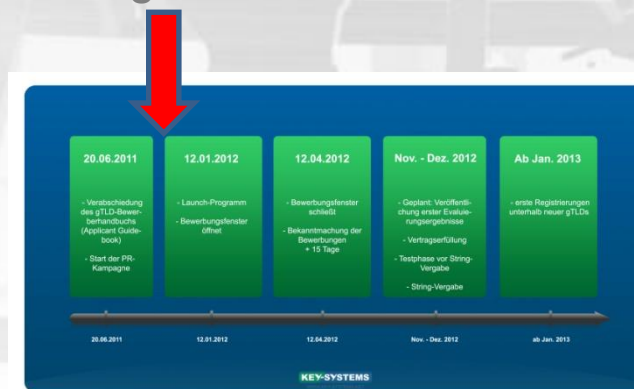 20.06.2011
- Verabschiedung
des gTLD-Bewer-
berhandbuchs
(Applicant Guide-
book)
- Start der PR-
Kampagne
12.01.2012
- Launch-Programm
- Bewerbungsfenster
öffnet
12.04.2012
- Bewerbungsfenster
schließt
- Bekanntmachung der
Bewerbungen
+ 15 Tage
Nov. - Dez. 2012
- Geplant: Veröffentli-
chung erster Evaluie-
rungsergebnisse
- Vertragserfüllung
- Testphase vor String-
Vergabe
- String-Vergabe
Ab Jan. 2013
- erste Registrierungen
unterhalb neuer gTLDs
20.06.2011
12.01.2012
12.04.2012
Nov. - Dez. 2012
ab Jan. 2013
KEY-SYSTEMS